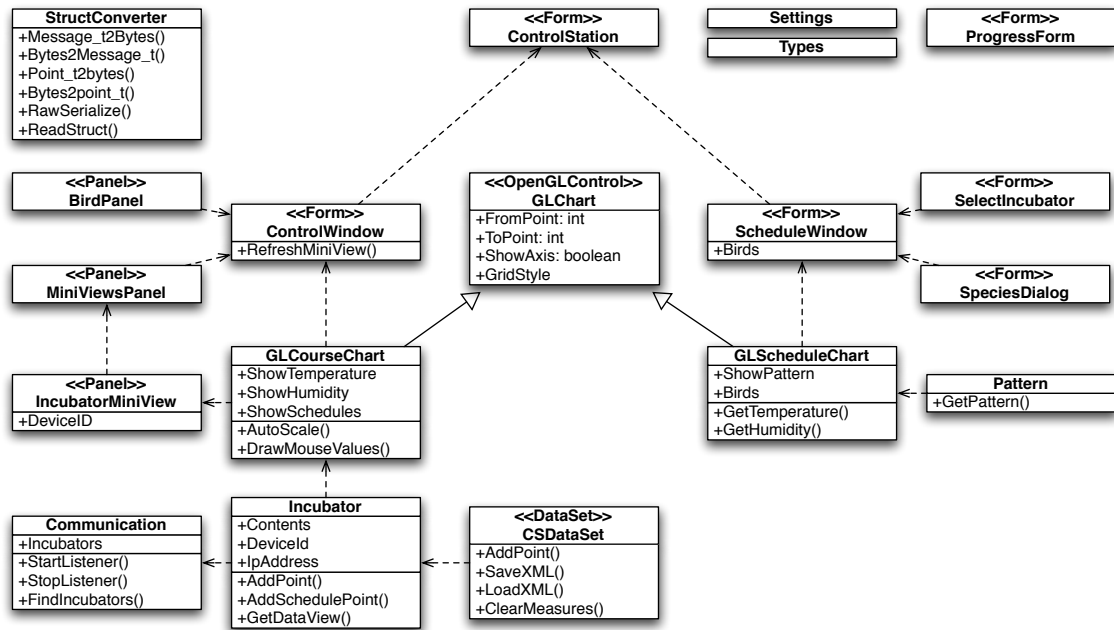 StructConverter
+Message_t2Bytes()
+Bytes2Message_t()
+Point_t2bytes()
+Bytes2point_t()
+RawSerialize()
+ReadStruct()
<<Form>>
ControlStation
Settings
Types
<<Form>>
ProgressForm
<<Panel>>
BirdPanel
<<Form>>
ControlWindow
+RefreshMiniView()
<<OpenGLControl>>
GLChart
+FromPoint: int
+ToPoint: int
+ShowAxis: boolean
+GridStyle
<<Form>>
ScheduleWindow
+Birds
<<Form>>
SelectIncubator
<<Panel>>
MiniViewsPanel
<<Form>>
SpeciesDialog
<<Panel>>
IncubatorMiniView
+DeviceID
GLCourseChart
+ShowTemperature
+ShowHumidity
+ShowSchedules
+AutoScale()
+DrawMouseValues()
GLScheduleChart
+ShowPattern
+Birds
+GetTemperature()
+GetHumidity()
Pattern
+GetPattern()
Communication
+Incubators
+StartListener()
+StopListener()
+FindIncubators()
Incubator
+Contents
+DeviceId
+IpAddress
+AddPoint()
+AddSchedulePoint()
+GetDataView()
<<DataSet>>
CSDataSet
+AddPoint()
+SaveXML()
+LoadXML()
+ClearMeasures()